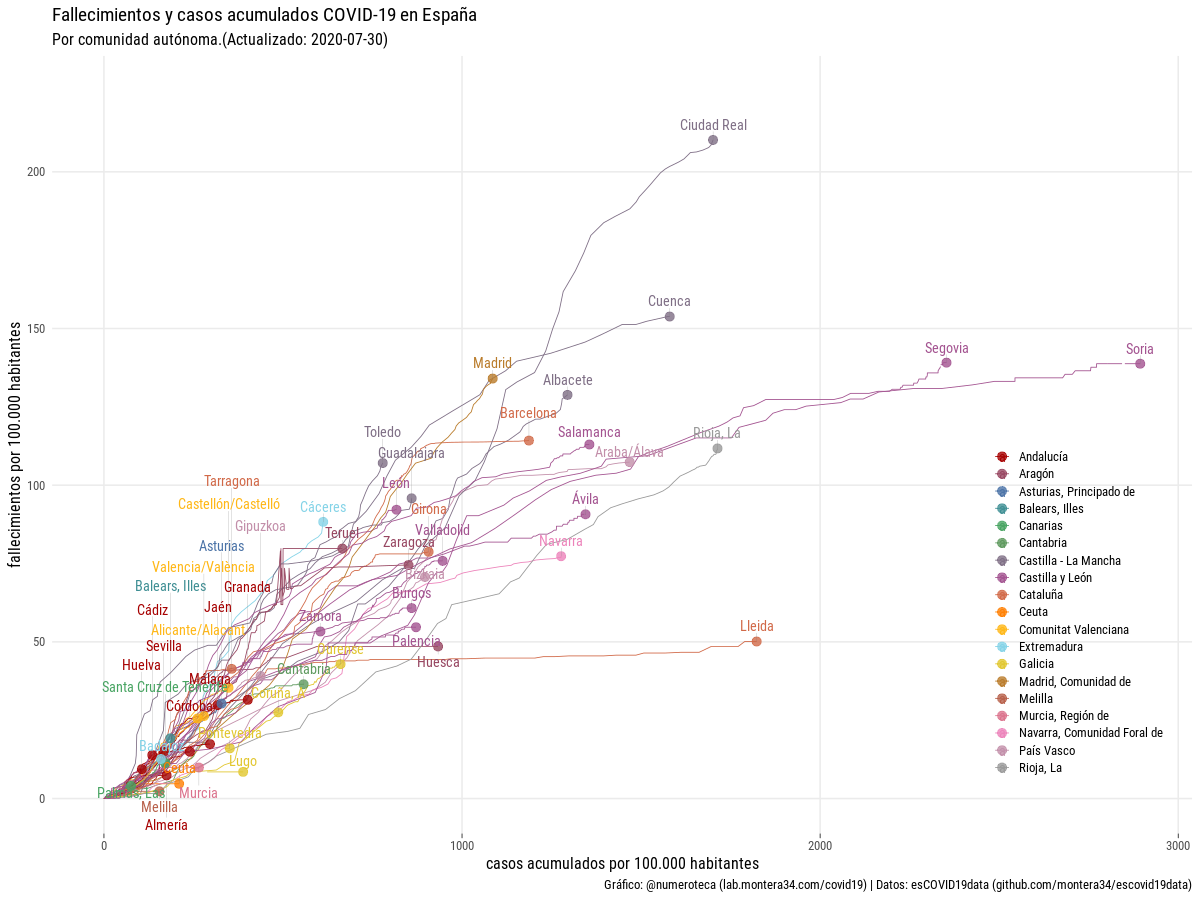 Fallecimientos y casos acumulados COVID-19 en España
Por comunidad autónoma.(Actualizado: 2020-07-30)
fallecimientos por 100.000 habitantes
200
150
100
50
0
Ciudad Real
Cuenca
Segovia
Soria
Madrid
Albacete
Barcelona
Toledo
Salamanca
Rioja, La
Guadalajara
Araba/Álava
Tarragona
León
Castellón/Castelló
Cáceres
Girona
Ávila
Gipuzkoa
Teruel
Valladolid
Asturias
Zaragoza
Navarra
Valencia/València
Bizkaia
Balears, Illes
Granada
Burgos
Cádiz
Jaén
Zamora
Alicante/Alacant
Lleida
Sevilla
Ourense
Palencia
Huelva
Cantabria
Huesca
Málaga
Santa Cruz de Tenerife
Coruña, A
Córdoba
Pontevedra
Badajoz
Ceuta
Lugo
Palmas, Las
Murcia
Melilla
Almería
Andalucía
Aragón
Asturias, Principado de
Balears, Illes
Canarias
Cantabria
Castilla - La Mancha
Castilla y León
Cataluña
Ceuta
Comunitat Valenciana
Extremadura
Galicia
Madrid, Comunidad de
Melilla
Murcia, Región de
Navarra, Comunidad Foral de
País Vasco
Rioja, La
0
1000
2000
3000
casos acumulados por 100.000 habitantes
Gráfico: @numeroteca (lab.montera34.com/covid19) | Datos: esCOVID19data (github.com/montera34/escovid19data)